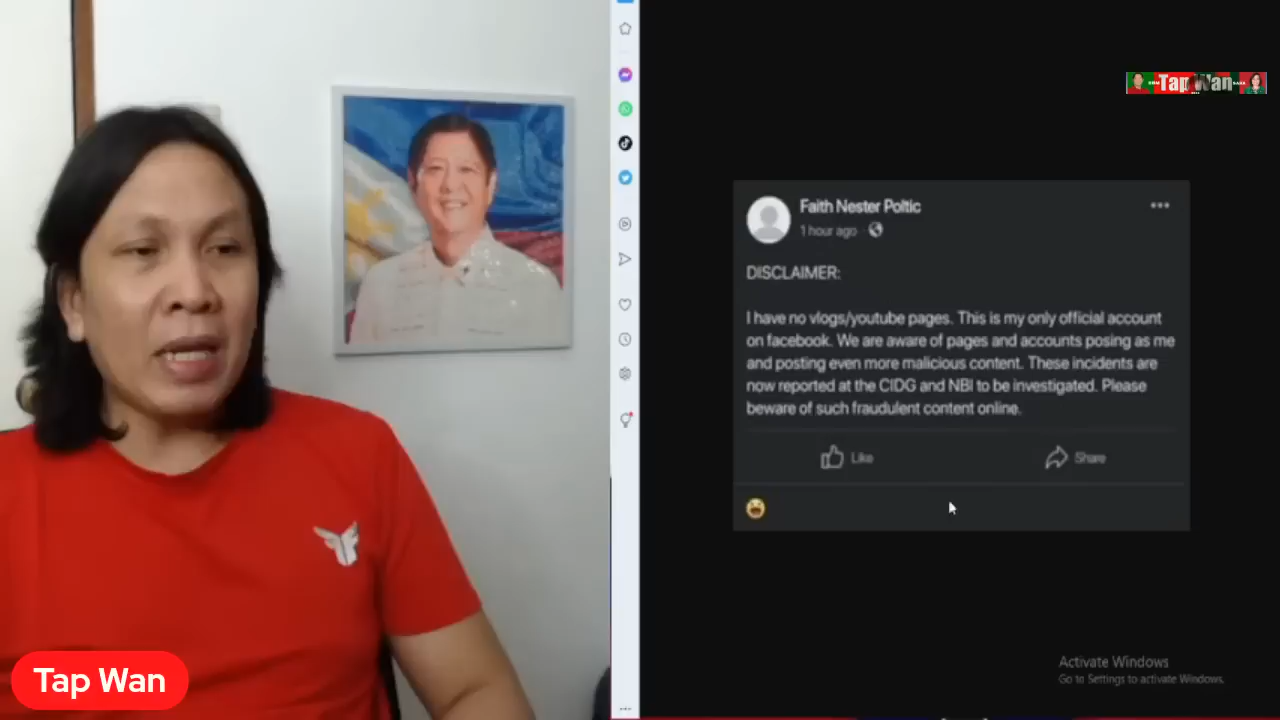 Tap Wan
Faith Nester Poltic
1 hour ago
DISCLAIMER:
I have no vlogs/youtube pages. This is my only official account
on facebook. We are aware of pages and accounts posing as me
and posting even more malicious content. These incidents are
now reported at the CIDG and NBI to be investigated. Please
beware of such fraudulent content online.
Like
Share
Activate Windows
Go to Settings to activate Windows.
Tap Wan